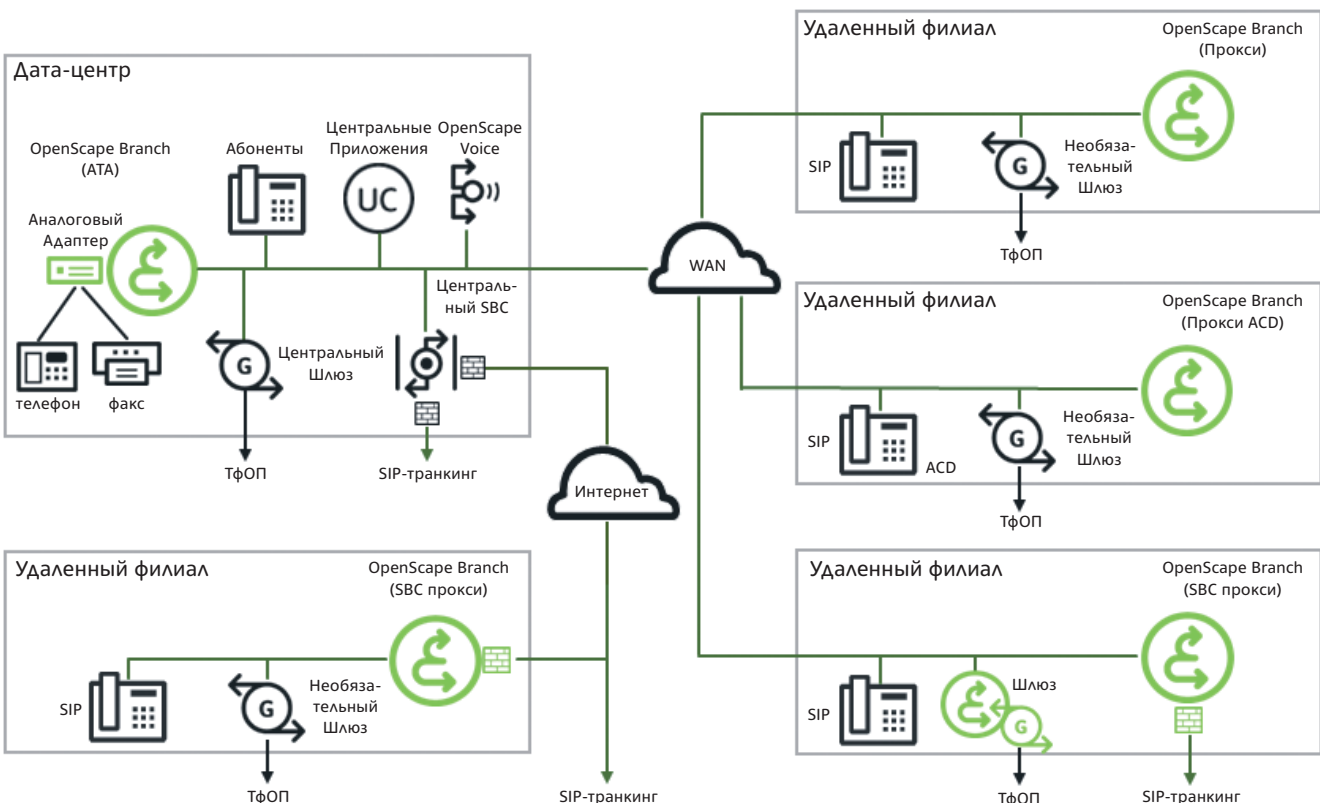 Дата-центр
OpenScape Branch
(ATA)
Абоненты
Центральные
Приложения
OpenScape
Voice
UC
Аналоговый
Адаптер
телефон
факс
G
Центральный
Шлюз
Централь-
ный SBC
ТфОП
SIP-транкинг
WAN
Интернет
Удаленный филиал
OpenScape Branch
(Прокси)
SIP
G
Необяза-
тельный
Шлюз
ТфОП
Удаленный филиал
OpenScape Branch
(Прокси ACD)
SIP
ACD
G
Необяза-
тельный
Шлюз
ТфОП
Удаленный филиал
OpenScape Branch
(SBC прокси)
SIP
G
Необяза-
тельный
Шлюз
ТфОП
SIP-транкинг
Удаленный филиал
OpenScape Branch
(SBC прокси)
SIP
Шлюз
G
ТфОП
SIP-транкинг